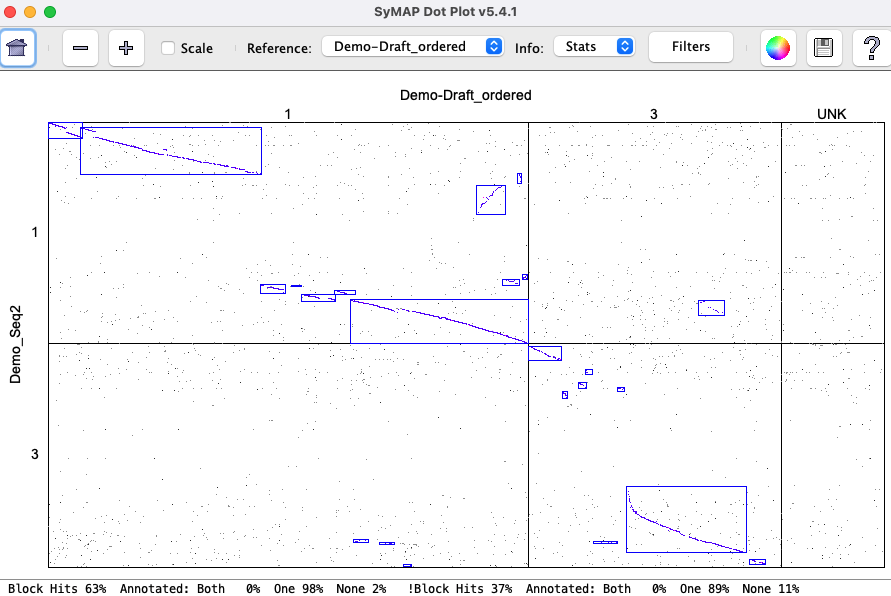 SyMAP Dot Plot v5.4.1
Scale Reference: Demo-Draft_ordered Info: Stats Filters ?
Demo-Draft_ordered
1 3 UNK
1
Demo_Seq2
3
Block Hits 63% Annotated: Both 0% One 98% None 2% !Block Hits 37% Annotated: Both 0% One 89% None 11%